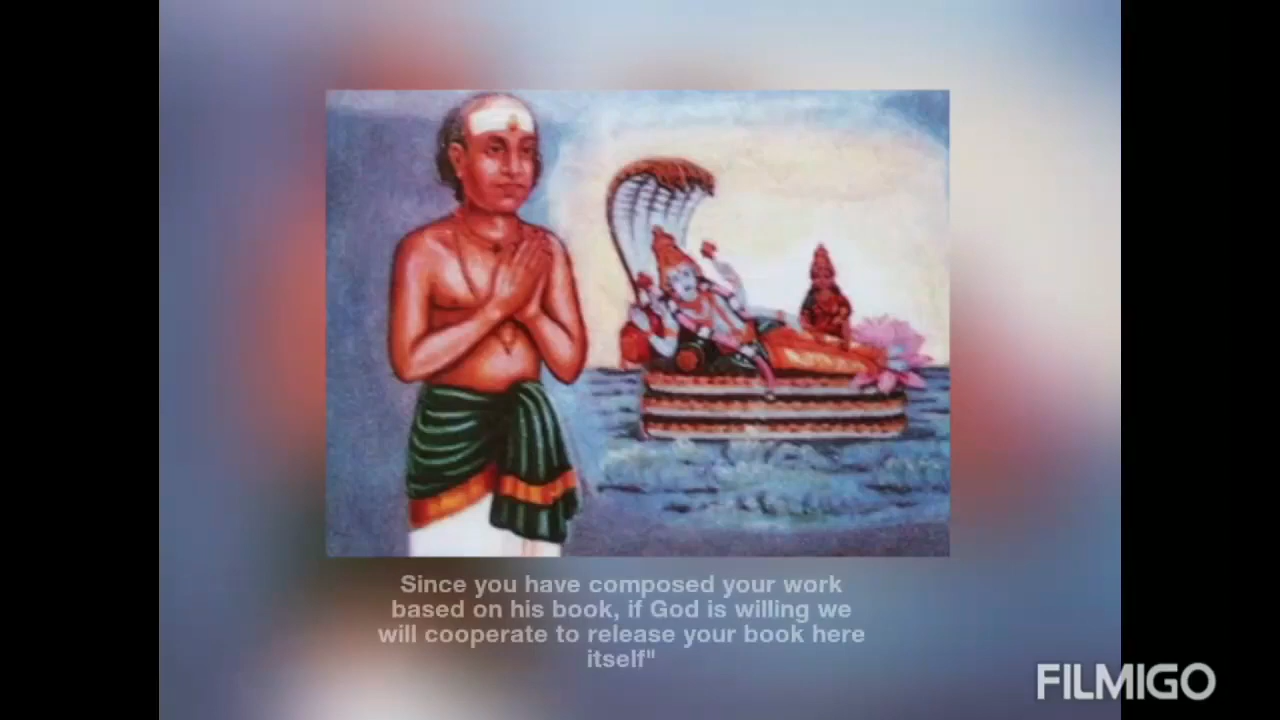 Since you have composed your work
based on his book, if God is willing we
will cooperate to release your book here
itself"
FILMIGO